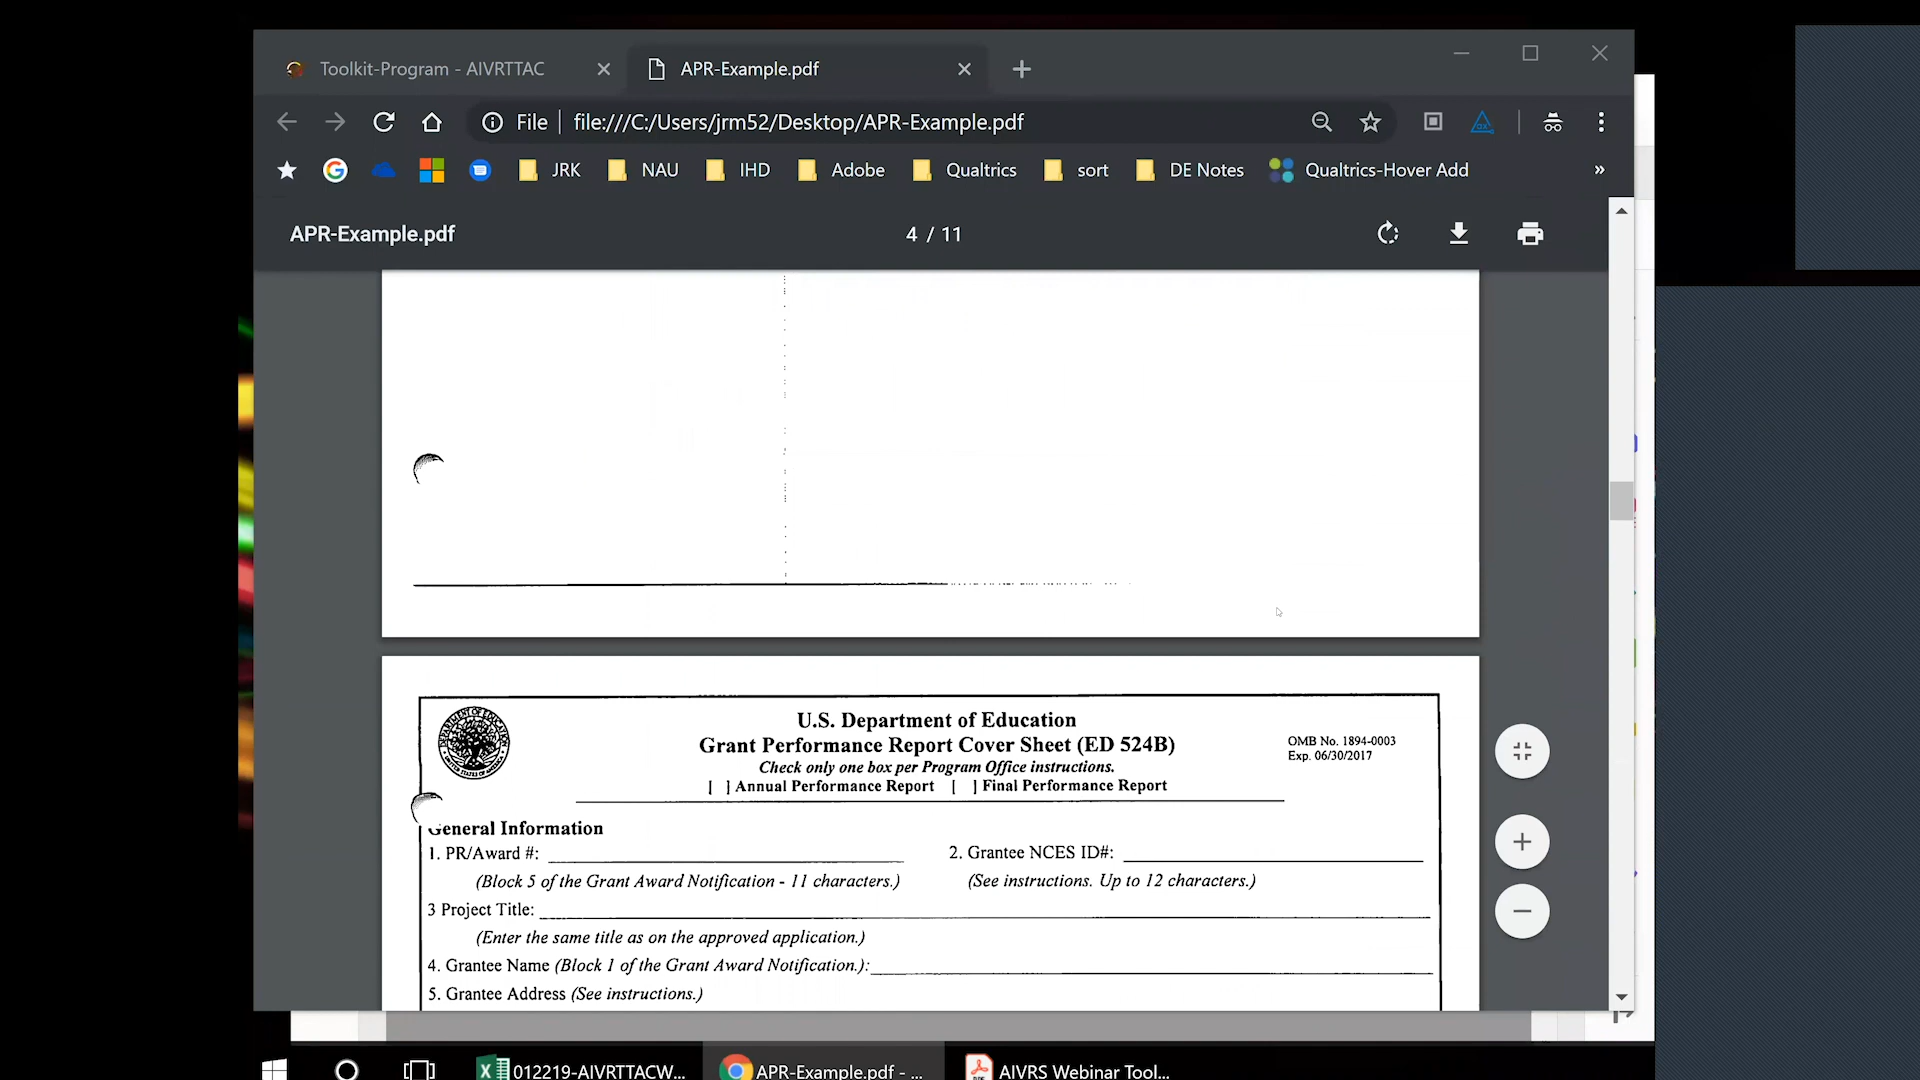 Toolkit-Program - AIVRTTAC
APR-Example.pdf
File
file:///C:/Users/jrm52/Desktop/APR-Example.pdf
JRK
NAU
IHD
Adobe
Qualtrics
sort
DE Notes
Qualtrics-Hover Add
»
APR-Example.pdf
4 / 11
U.S. Department of Education
Grant Performance Report Cover Sheet (ED 524B)
Check only one box per Program Office instructions.
[ ] Annual Performance Report [ ] Final Performance Report
OMB No. 1894-0003
Exp. 06/30/2017
General Information
1. PR/Award #:
2. Grantee NCES ID#:
(Block 5 of the Grant Award Notification - 11 characters.)
(See instructions. Up to 12 characters.)
3 Project Title:
(Enter the same title as on the approved application.)
4. Grantee Name (Block 1 of the Grant Award Notification.):
5. Grantee Address (See instructions.)
012219-AIVRTTACW...
APR-Example.pdf - ...
AIVRS Webinar Tool...